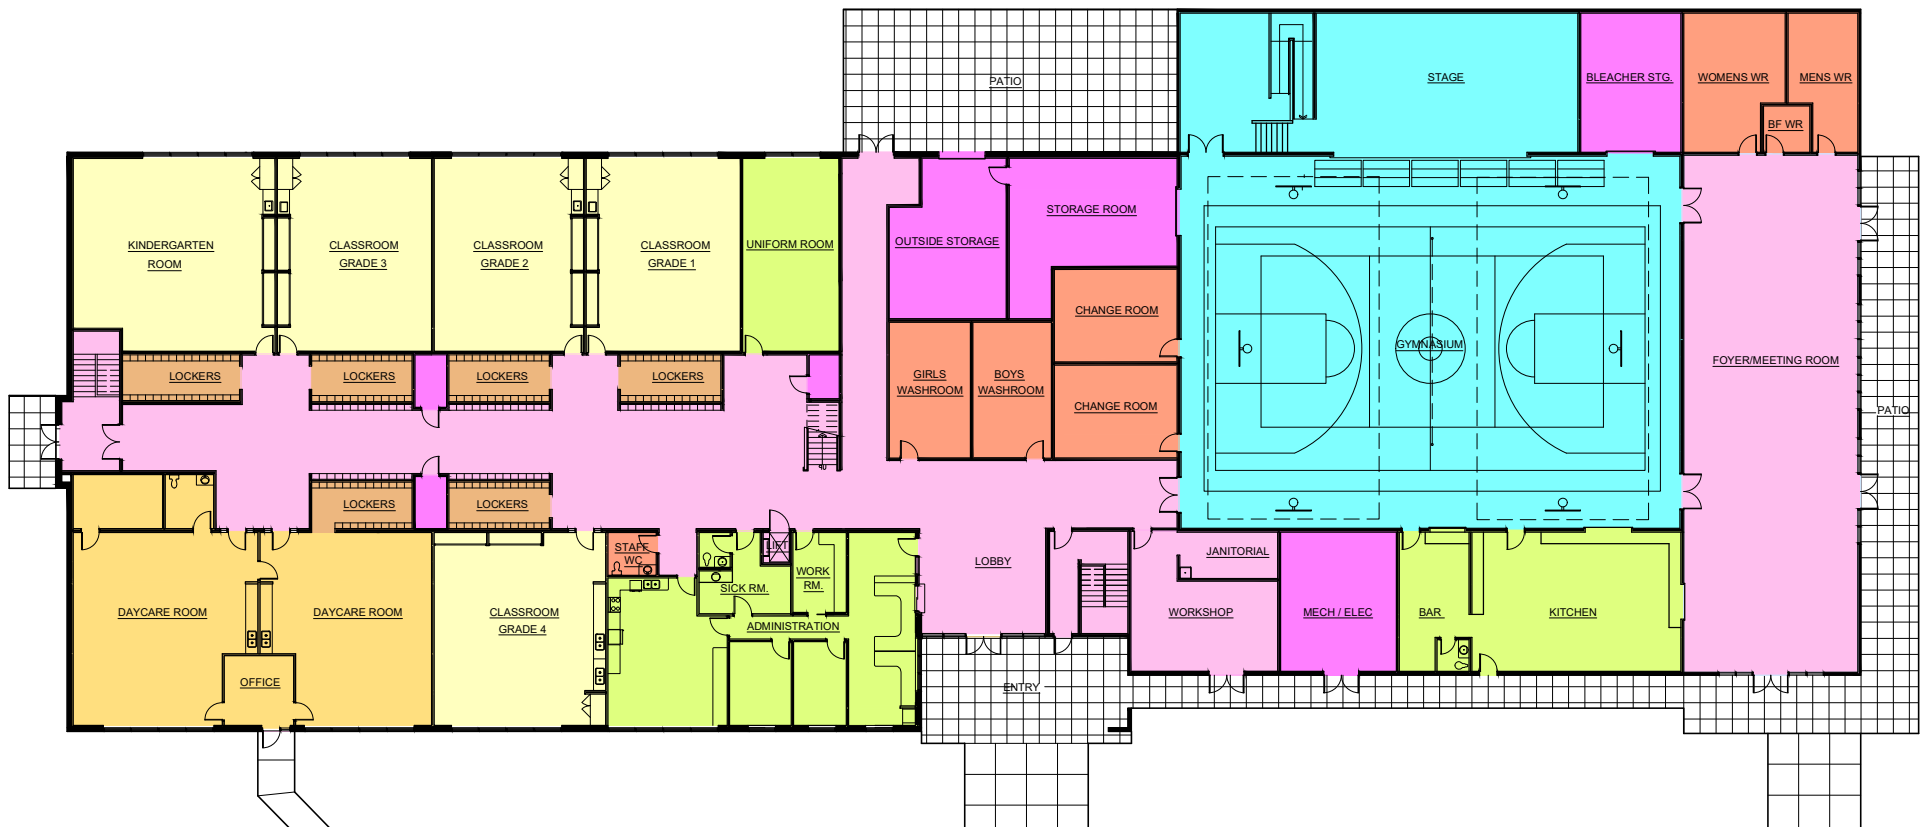 PATIO
STAGE
BLEACHER STG.
WOMENS WR
MENS WR
BF WR
KINDERGARTEN
ROOM
CLASSROOM
GRADE 3
CLASSROOM
GRADE 2
CLASSROOM
GRADE 1
UNIFORM ROOM
OUTSIDE STORAGE
STORAGE ROOM
CHANGE ROOM
GYMNASIUM
FOYER/MEETING ROOM
LOCKERS
LOCKERS
LOCKERS
LOCKERS
GIRLS
WASHROOM
BOYS
WASHROOM
CHANGE ROOM
PATIO
LOCKERS
LOCKERS
STAFF
WC
LIFT
SICK RM.
WORK
RM.
LOBBY
JANITORIAL
DAYCARE ROOM
DAYCARE ROOM
CLASSROOM
GRADE 4
ADMINISTRATION
WORKSHOP
MECH / ELEC
BAR
KITCHEN
OFFICE
ENTRY